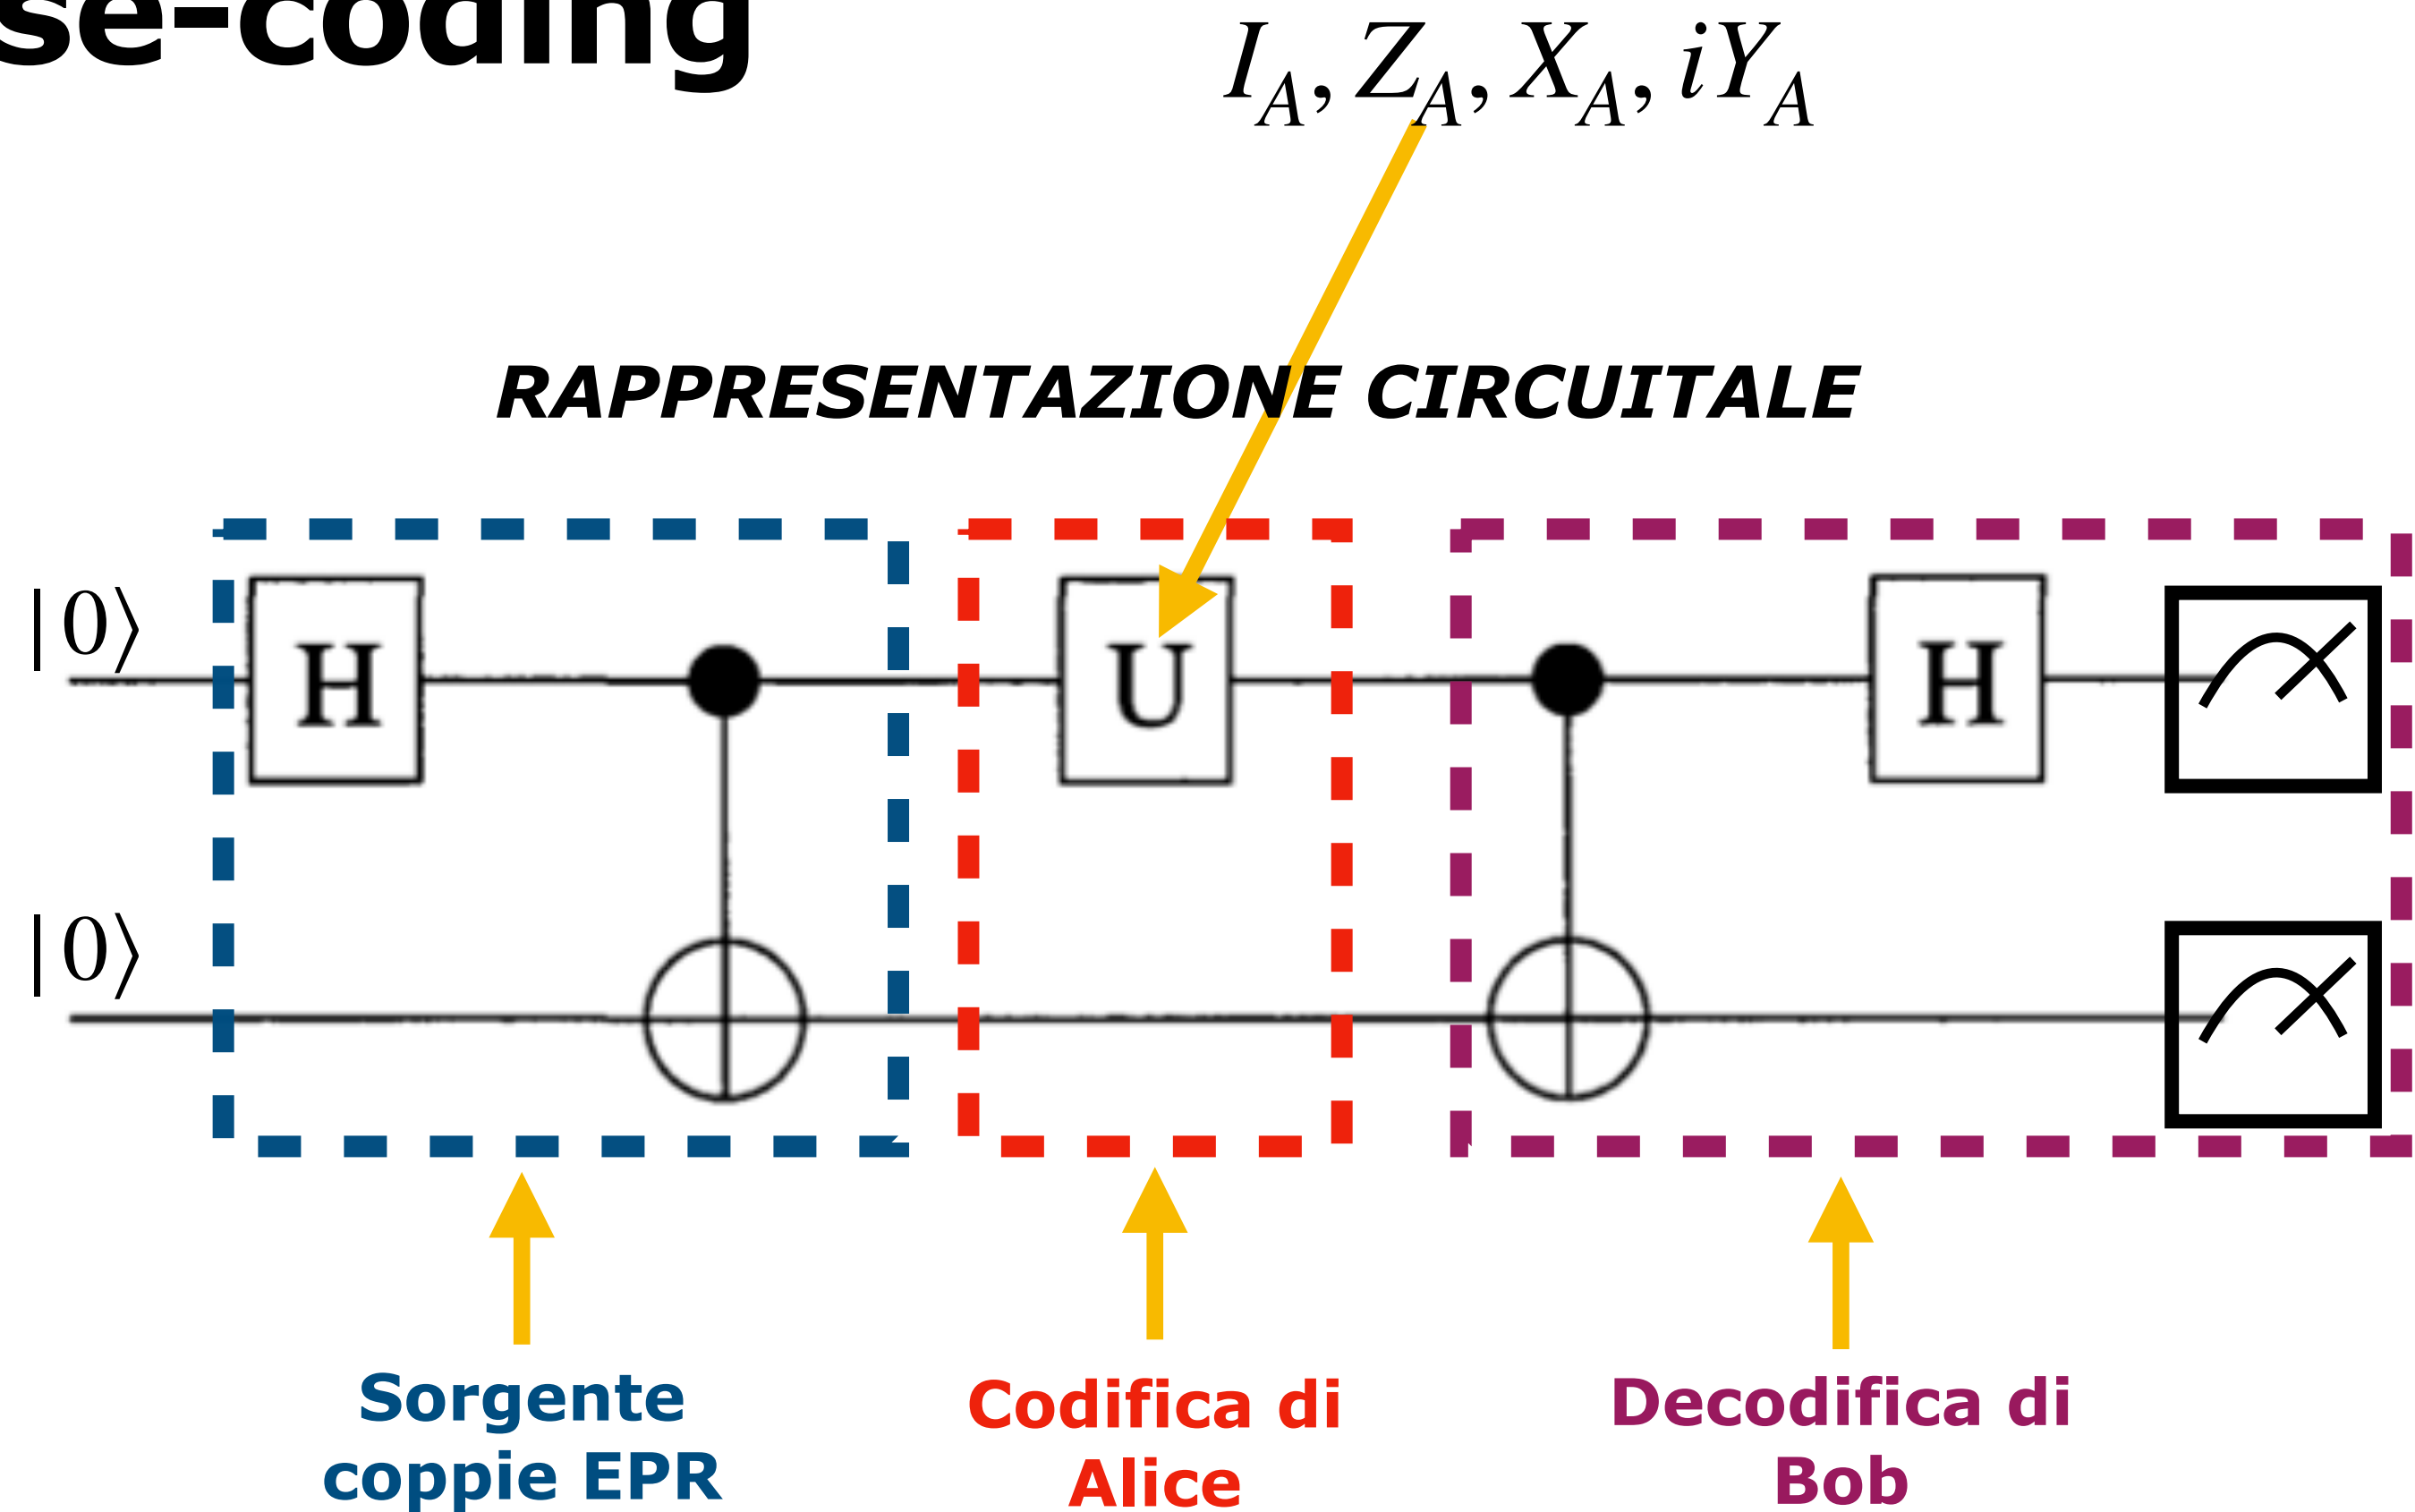 se-coding
I_A, Z_A, X_A, iY_A
RAPPRESENTAZIONE CIRCUITALE
|0⟩
H
U
H
|0⟩
Sorgente
coppie EPR
Codifica di
Alice
Decodifica di
Bob